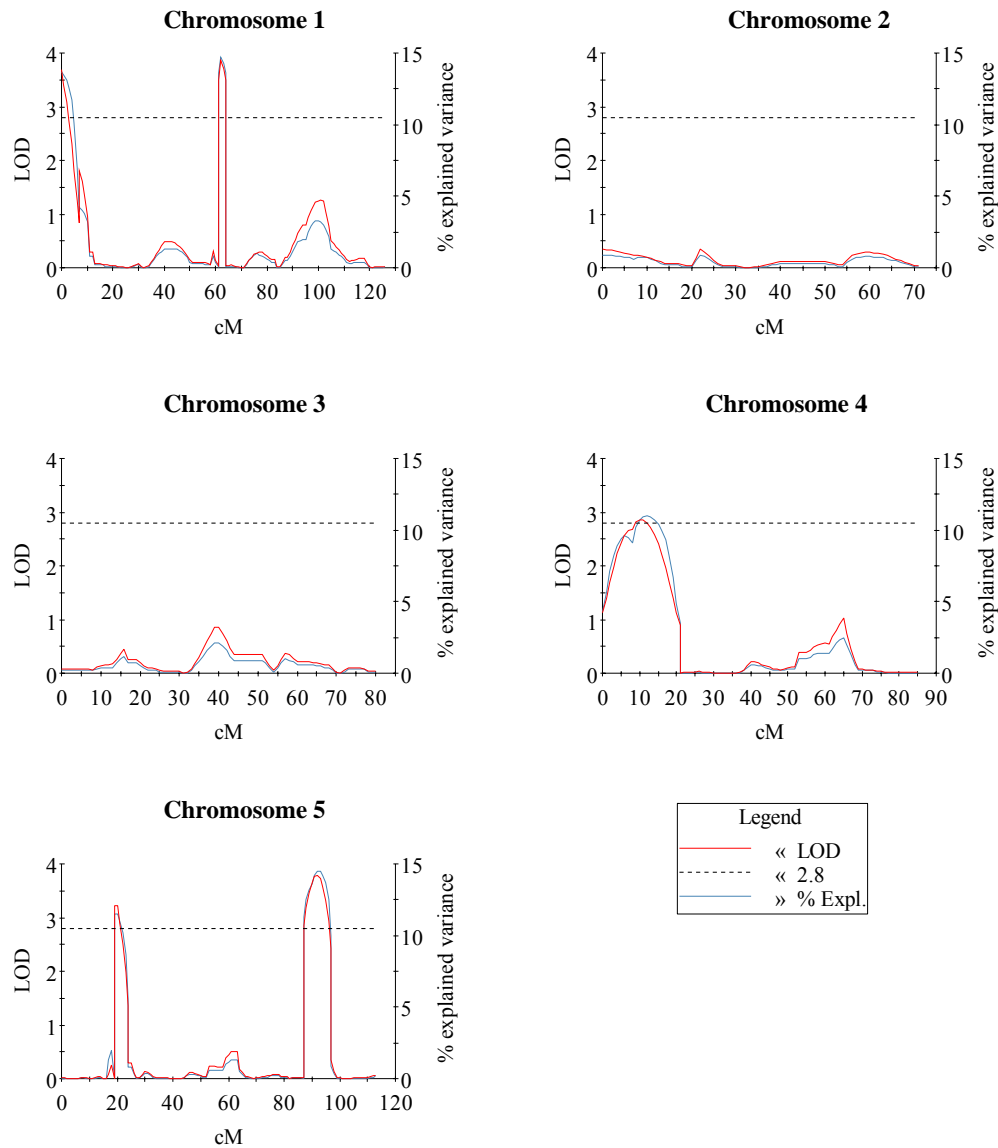 Chromosome 1
4
3
2
1
0
LOD
15
10
5
0
% explained variance
0 20 40 60 80 100 120
cM
Chromosome 2
4
3
2
1
0
LOD
15
10
5
0
% explained variance
0 10 20 30 40 50 60 70
cM
Chromosome 3
4
3
2
1
0
LOD
15
10
5
0
% explained variance
0 10 20 30 40 50 60 70 80
cM
Chromosome 4
4
3
2
1
0
LOD
15
10
5
0
% explained variance
0 10 20 30 40 50 60 70 80 90
cM
Chromosome 5
4
3
2
1
0
LOD
15
10
5
0
% explained variance
0 20 40 60 80 100 120
cM
Legend
« LOD
« 2.8
» % Expl.